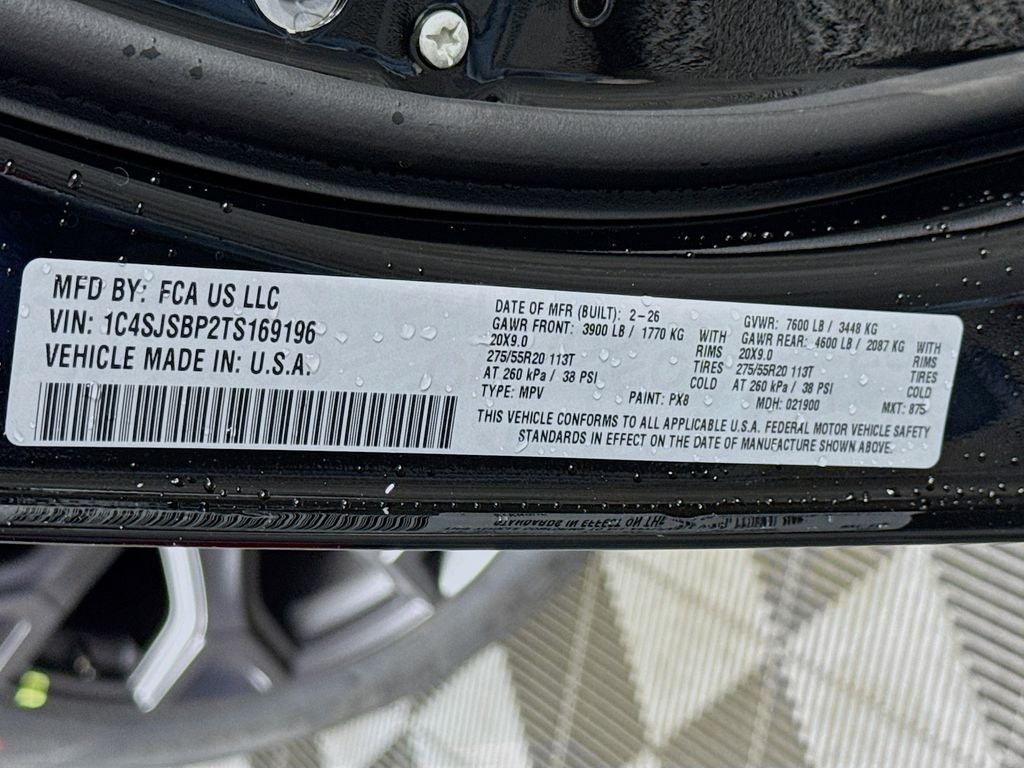 MFD BY: FCA US LLC
VIN: 1C4SJSBP2TS169196
VEHICLE MADE IN: U.S.A.
DATE OF MFR (BUILT): 2-26
GAWR FRONT: 3900 LB / 1770 KG WITH
20X9.0 RIMS
275/55R20 113T TIRES
AT 260 kPa / 38 PSI COLD
TYPE: MPV PAINT: PX8
GVWR: 7600 LB / 3448 KG
GAWR REAR: 4600 LB / 2087 KG WITH
20X9.0 RIMS
275/55R20 113T TIRES
AT 260 kPa / 38 PSI COLD
MDH: 021900 MKT: 875
THIS VEHICLE CONFORMS TO ALL APPLICABLE U.S.A. FEDERAL MOTOR VEHICLE SAFETY
STANDARDS IN EFFECT ON THE DATE OF MANUFACTURE SHOWN ABOVE.